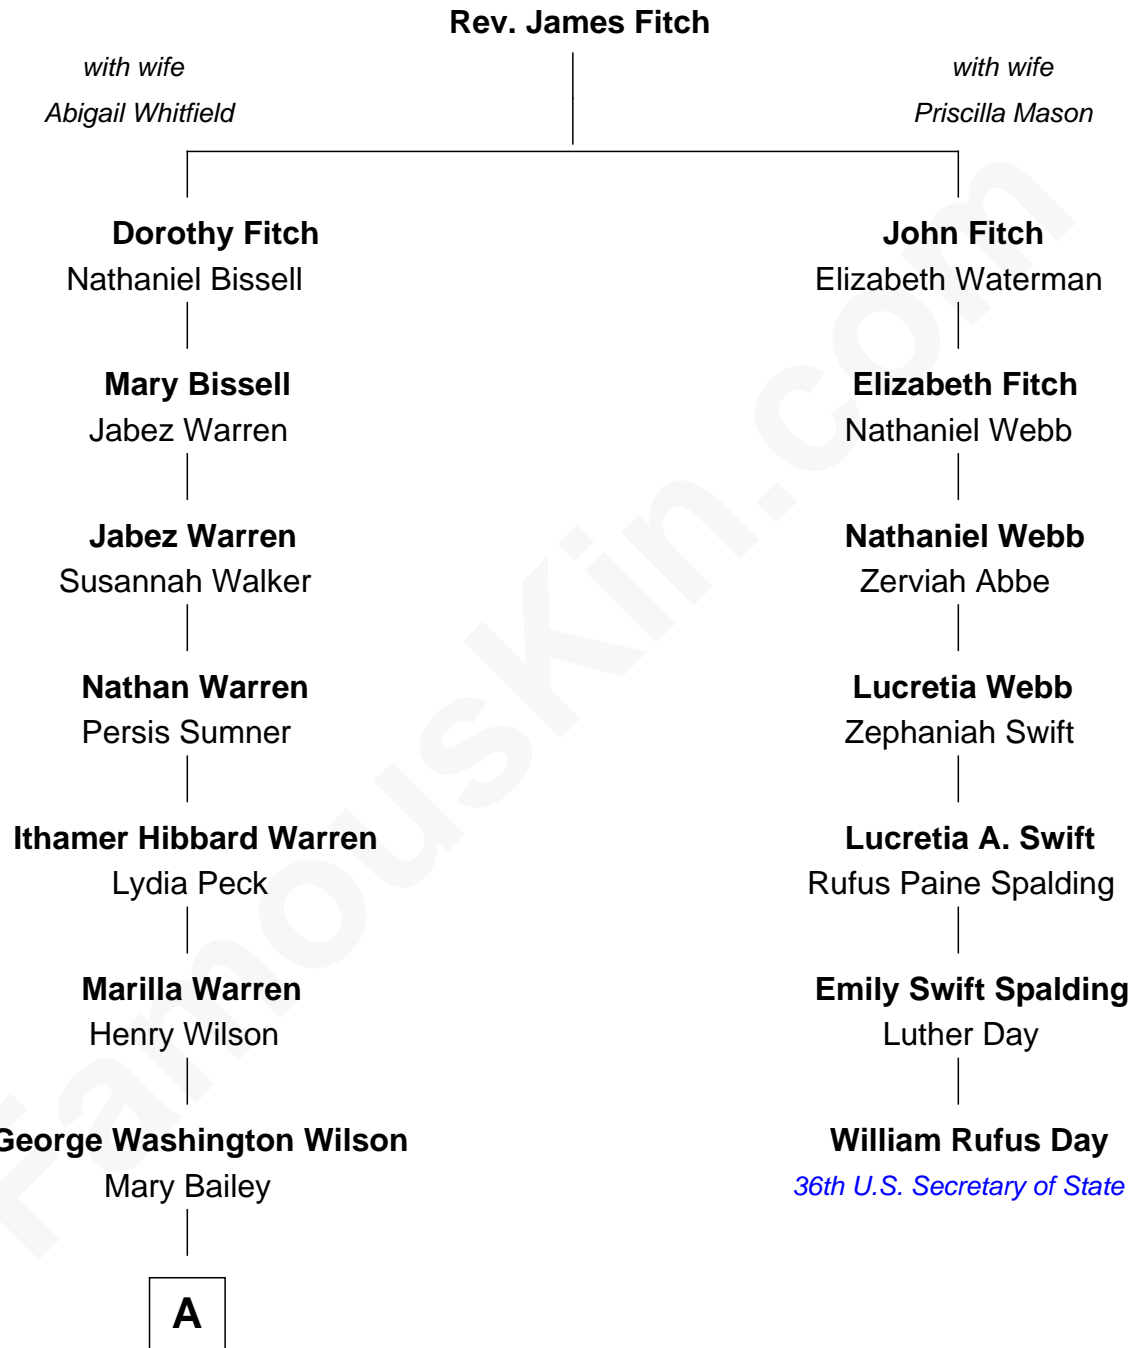 Rev. James Fitch
with wife
Abigail Whitfield
with wife
Priscilla Mason
Dorothy Fitch
Nathaniel Bissell
John Fitch
Elizabeth Waterman
Mary Bissell
Jabez Warren
Elizabeth Fitch
Nathaniel Webb
Jabez Warren
Susannah Walker
Nathaniel Webb
Zerviah Abbe
Nathan Warren
Persis Sumner
Lucretia Webb
Zephaniah Swift
Ithamer Hibbard Warren
Lydia Peck
Lucretia A. Swift
Rufus Paine Spalding
Marilla Warren
Henry Wilson
Emily Swift Spalding
Luther Day
George Washington Wilson
Mary Bailey
William Rufus Day
36th U.S. Secretary of State
A
FamousKin.com